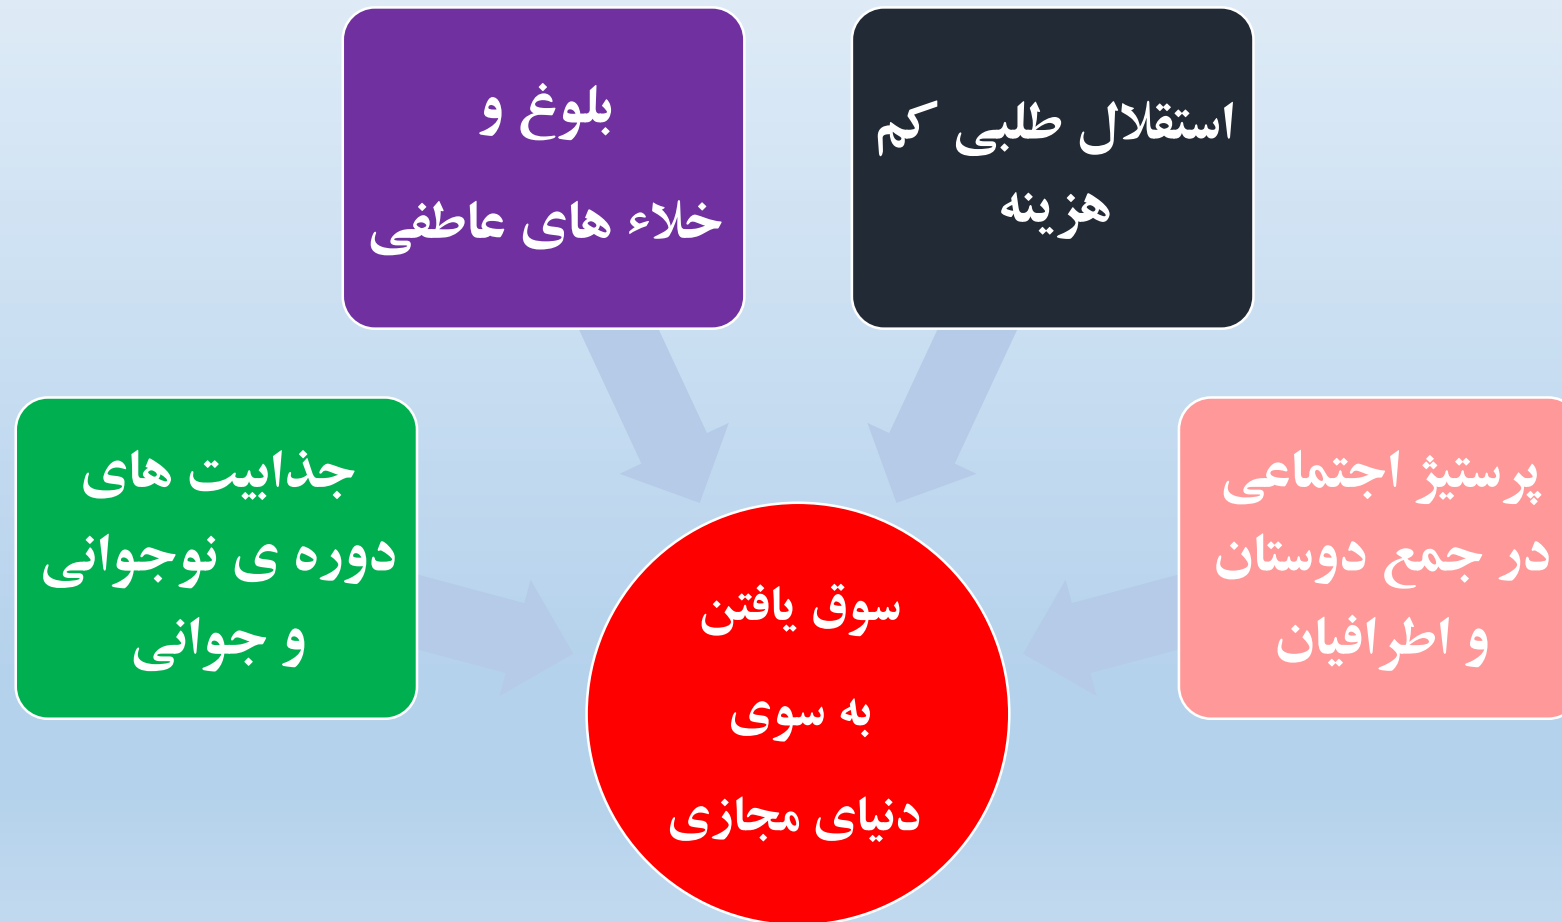 استقلال طلبی کم
هزینه
بلوغ و
خلاء های عاطفی
پرستیژ اجتماعی
در جمع دوستان
و اطرافیان
جذابیت های
دوره ی نوجوانی
و جوانی
سوق یافتن
به سوی
دنیای مجازی